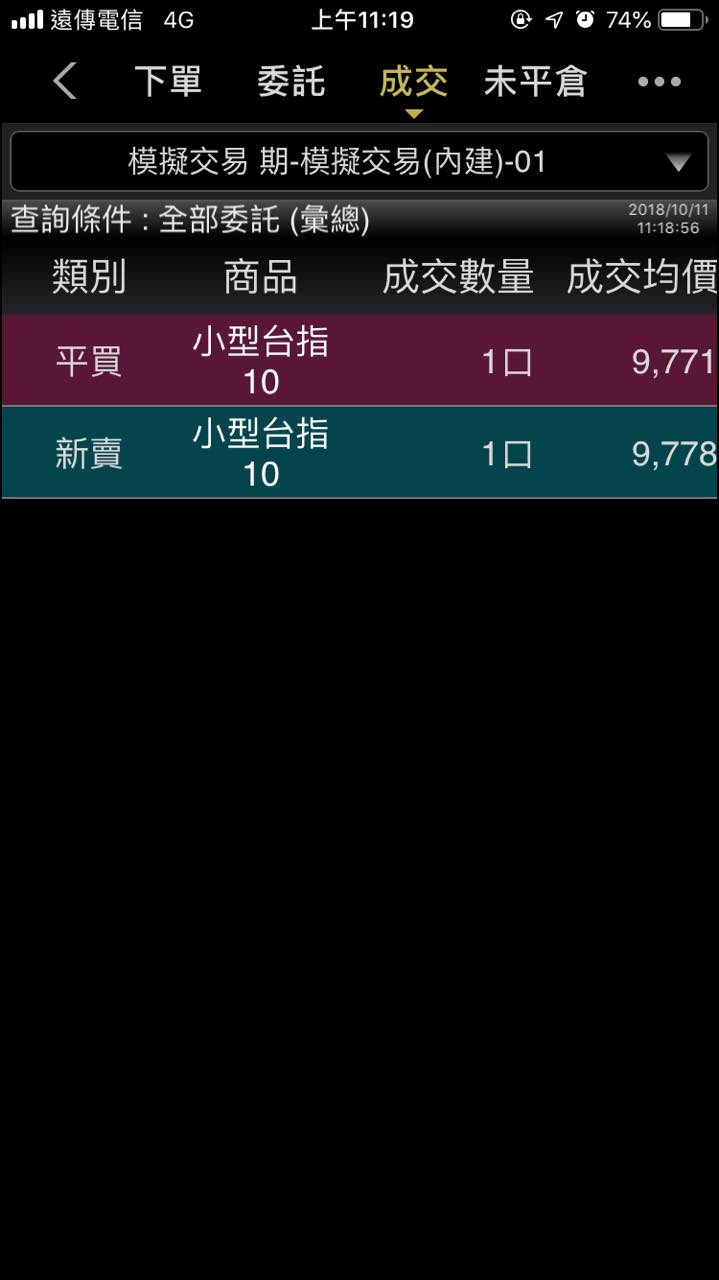 遠傳電信 4G 上午11:19 74%
下單 委託 成交 未平倉
模擬交易 期-模擬交易(內建)-01
查詢條件 : 全部委託 (彙總) 2018/10/11
11:18:56
類別 商品 成交數量 成交均價
平買 小型台指 1口 9,771
10
新賣 小型台指 1口 9,778
10